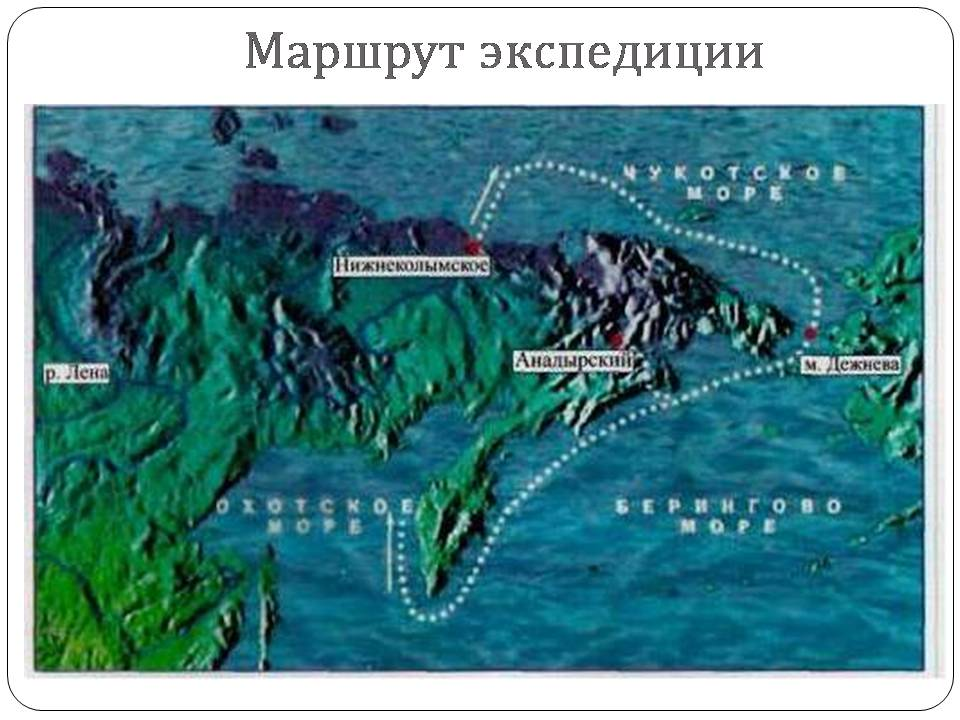 Маршрут экспедиции
ЧУКОТСКОЕ
МОРЕ
Нижнеколымское
Анадырский
м. Дежнева
р. Лена
ОХОТСКОЕ
МОРЕ
БЕРИНГОВО
МОРЕ